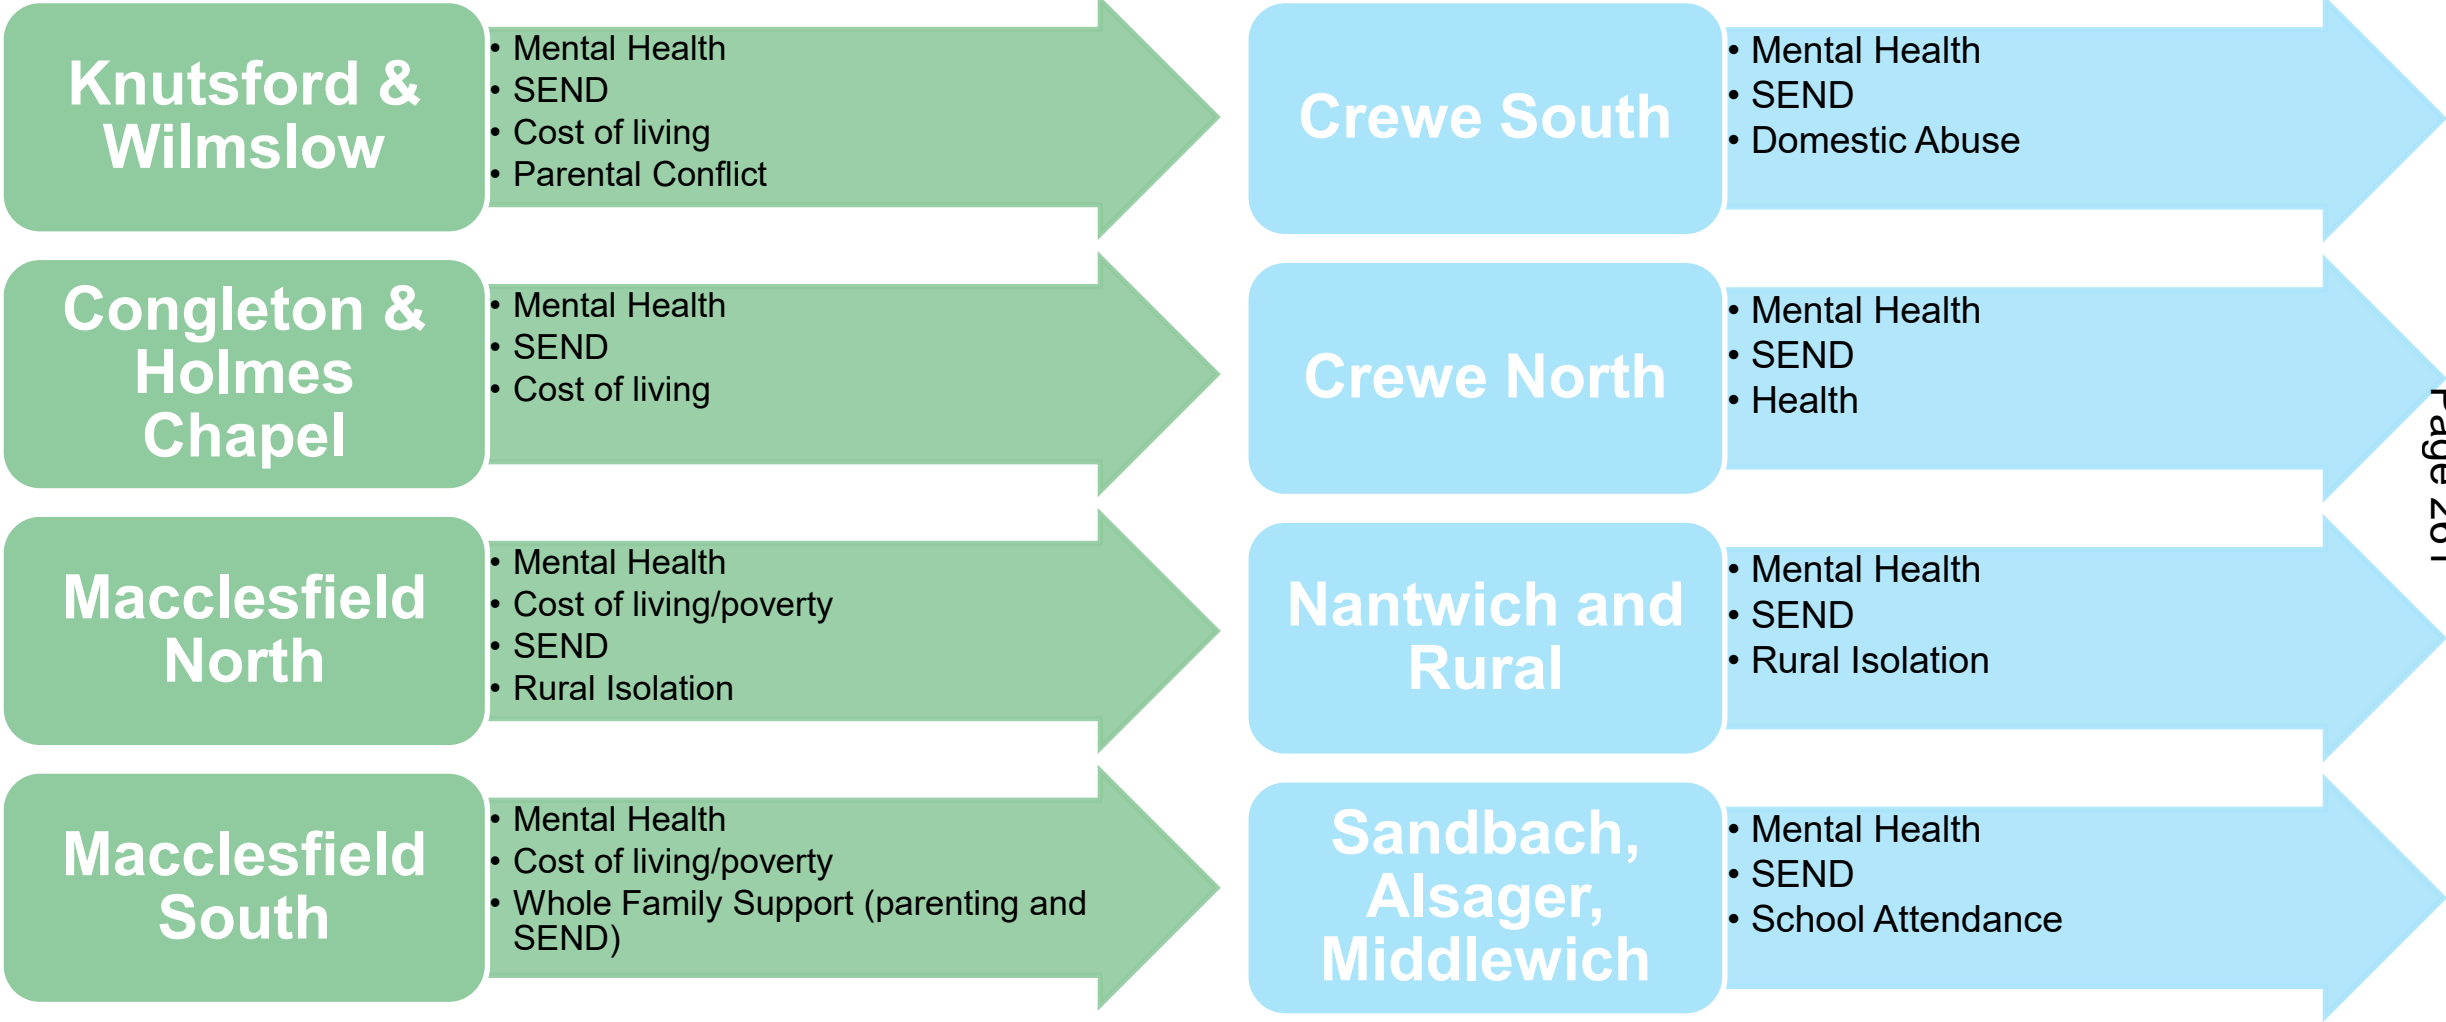 Knutsford &
Wilmslow
• Mental Health
• SEND
• Cost of living
• Parental Conflict
Congleton &
Holmes
Chapel
• Mental Health
• SEND
• Cost of living
Macclesfield
North
• Mental Health
• Cost of living/poverty
• SEND
• Rural Isolation
Macclesfield
South
• Mental Health
• Cost of living/poverty
• Whole Family Support (parenting and
SEND)
Crewe South
• Mental Health
• SEND
• Domestic Abuse
Crewe North
• Mental Health
• SEND
• Health
Nantwich and
Rural
• Mental Health
• SEND
• Rural Isolation
Sandbach,
Alsager,
Middlewich
• Mental Health
• SEND
• School Attendance
Page